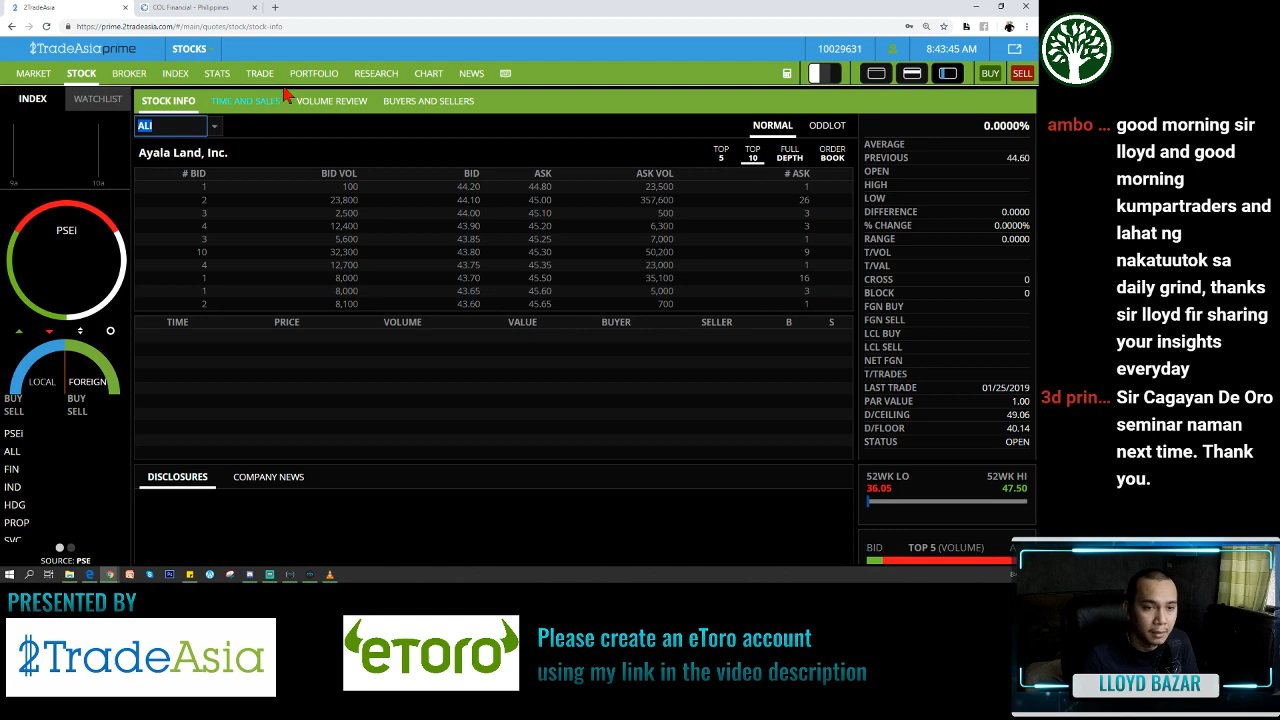 2TradeAsia
COL Financial - Philippines
https://prime.2tradeasia.com/#/main/quotes/stock/stock-info
2TradeAsiaprime STOCKS 10029631 8:43:45 AM
MARKET STOCK BROKER INDEX STATS TRADE PORTFOLIO RESEARCH CHART NEWS BUY SELL
INDEX WATCHLIST
STOCK INFO TIME AND SALES VOLUME REVIEW BUYERS AND SELLERS
ALI NORMAL ODDLOT
Ayala Land, Inc. TOP 5 TOP 10 FULL DEPTH ORDER BOOK
# BID BID VOL BID ASK ASK VOL # ASK
1 100 44.20 44.80 23,500 1
2 23,800 44.10 45.00 357,600 26
3 2,500 44.00 45.10 500 3
4 12,400 43.90 45.20 6,300 3
3 5,600 43.85 45.25 7,000 1
10 32,300 43.80 45.30 50,200 9
4 12,700 43.75 45.35 23,000 1
1 8,000 43.70 45.50 35,100 16
1 8,000 43.65 45.60 5,000 3
2 8,100 43.60 45.65 700 1
TIME PRICE VOLUME VALUE BUYER SELLER B S
DISCLOSURES COMPANY NEWS
9a 10a
PSEi
LOCAL FOREIGN
BUY BUY
SELL SELL
PSEi
ALL
FIN
IND
HDG
PROP
SVC
SOURCE: PSE
0.0000%
AVERAGE
PREVIOUS 44.60
OPEN
HIGH
LOW
DIFFERENCE 0.0000
% CHANGE 0.0000%
RANGE 0.0000
T/VOL
T/VAL
CROSS 0
BLOCK 0
FGN BUY
FGN SELL
LCL BUY
LCL SELL
NET FGN
T/TRADES
LAST TRADE 01/25/2019
PAR VALUE 1.00
D/CEILING 49.06
D/FLOOR 40.14
STATUS OPEN
52WK LO 52WK HI
36.05 47.50
BID TOP 5 (VOLUME)
ambo ... good morning sir
lloyd and good
morning
kumpartraders and
lahat ng
nakatuutok sa
daily grind, thanks
sir lloyd fir sharing
your insights
everyday
3d prin... Sir Cagayan De Oro
seminar naman
next time. Thank
you.
PRESENTED BY
2TradeAsia
eToro
Please create an eToro account
using my link in the video description
LLOYD BAZAR